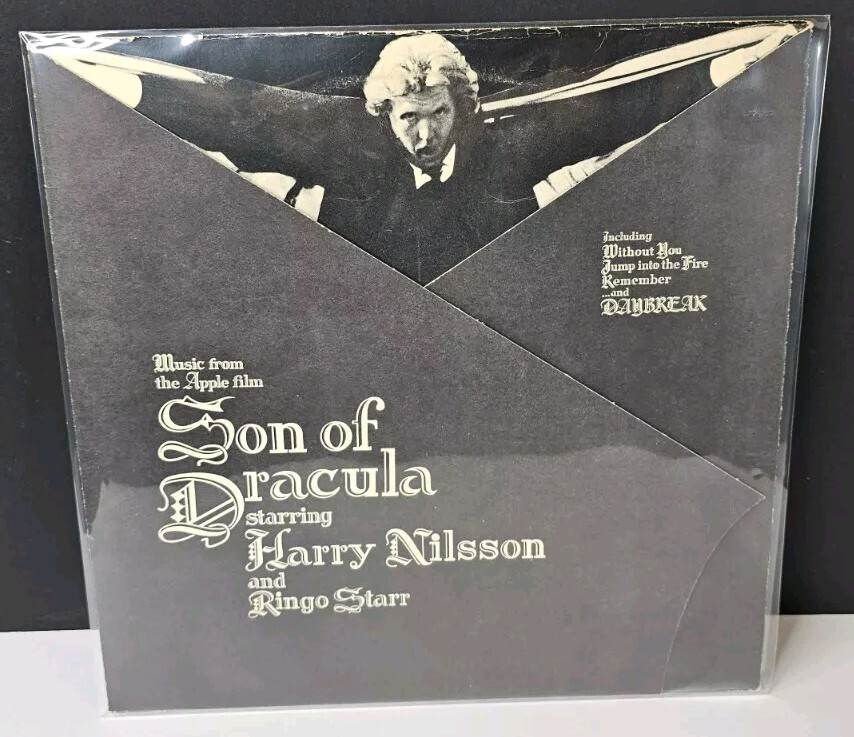 Including
Without You
Jump into the Fire
Remember
...and
DAYBREAK
Music from
the Apple film
Son of
Dracula
starring
Harry Nilsson
and
Ringo Starr